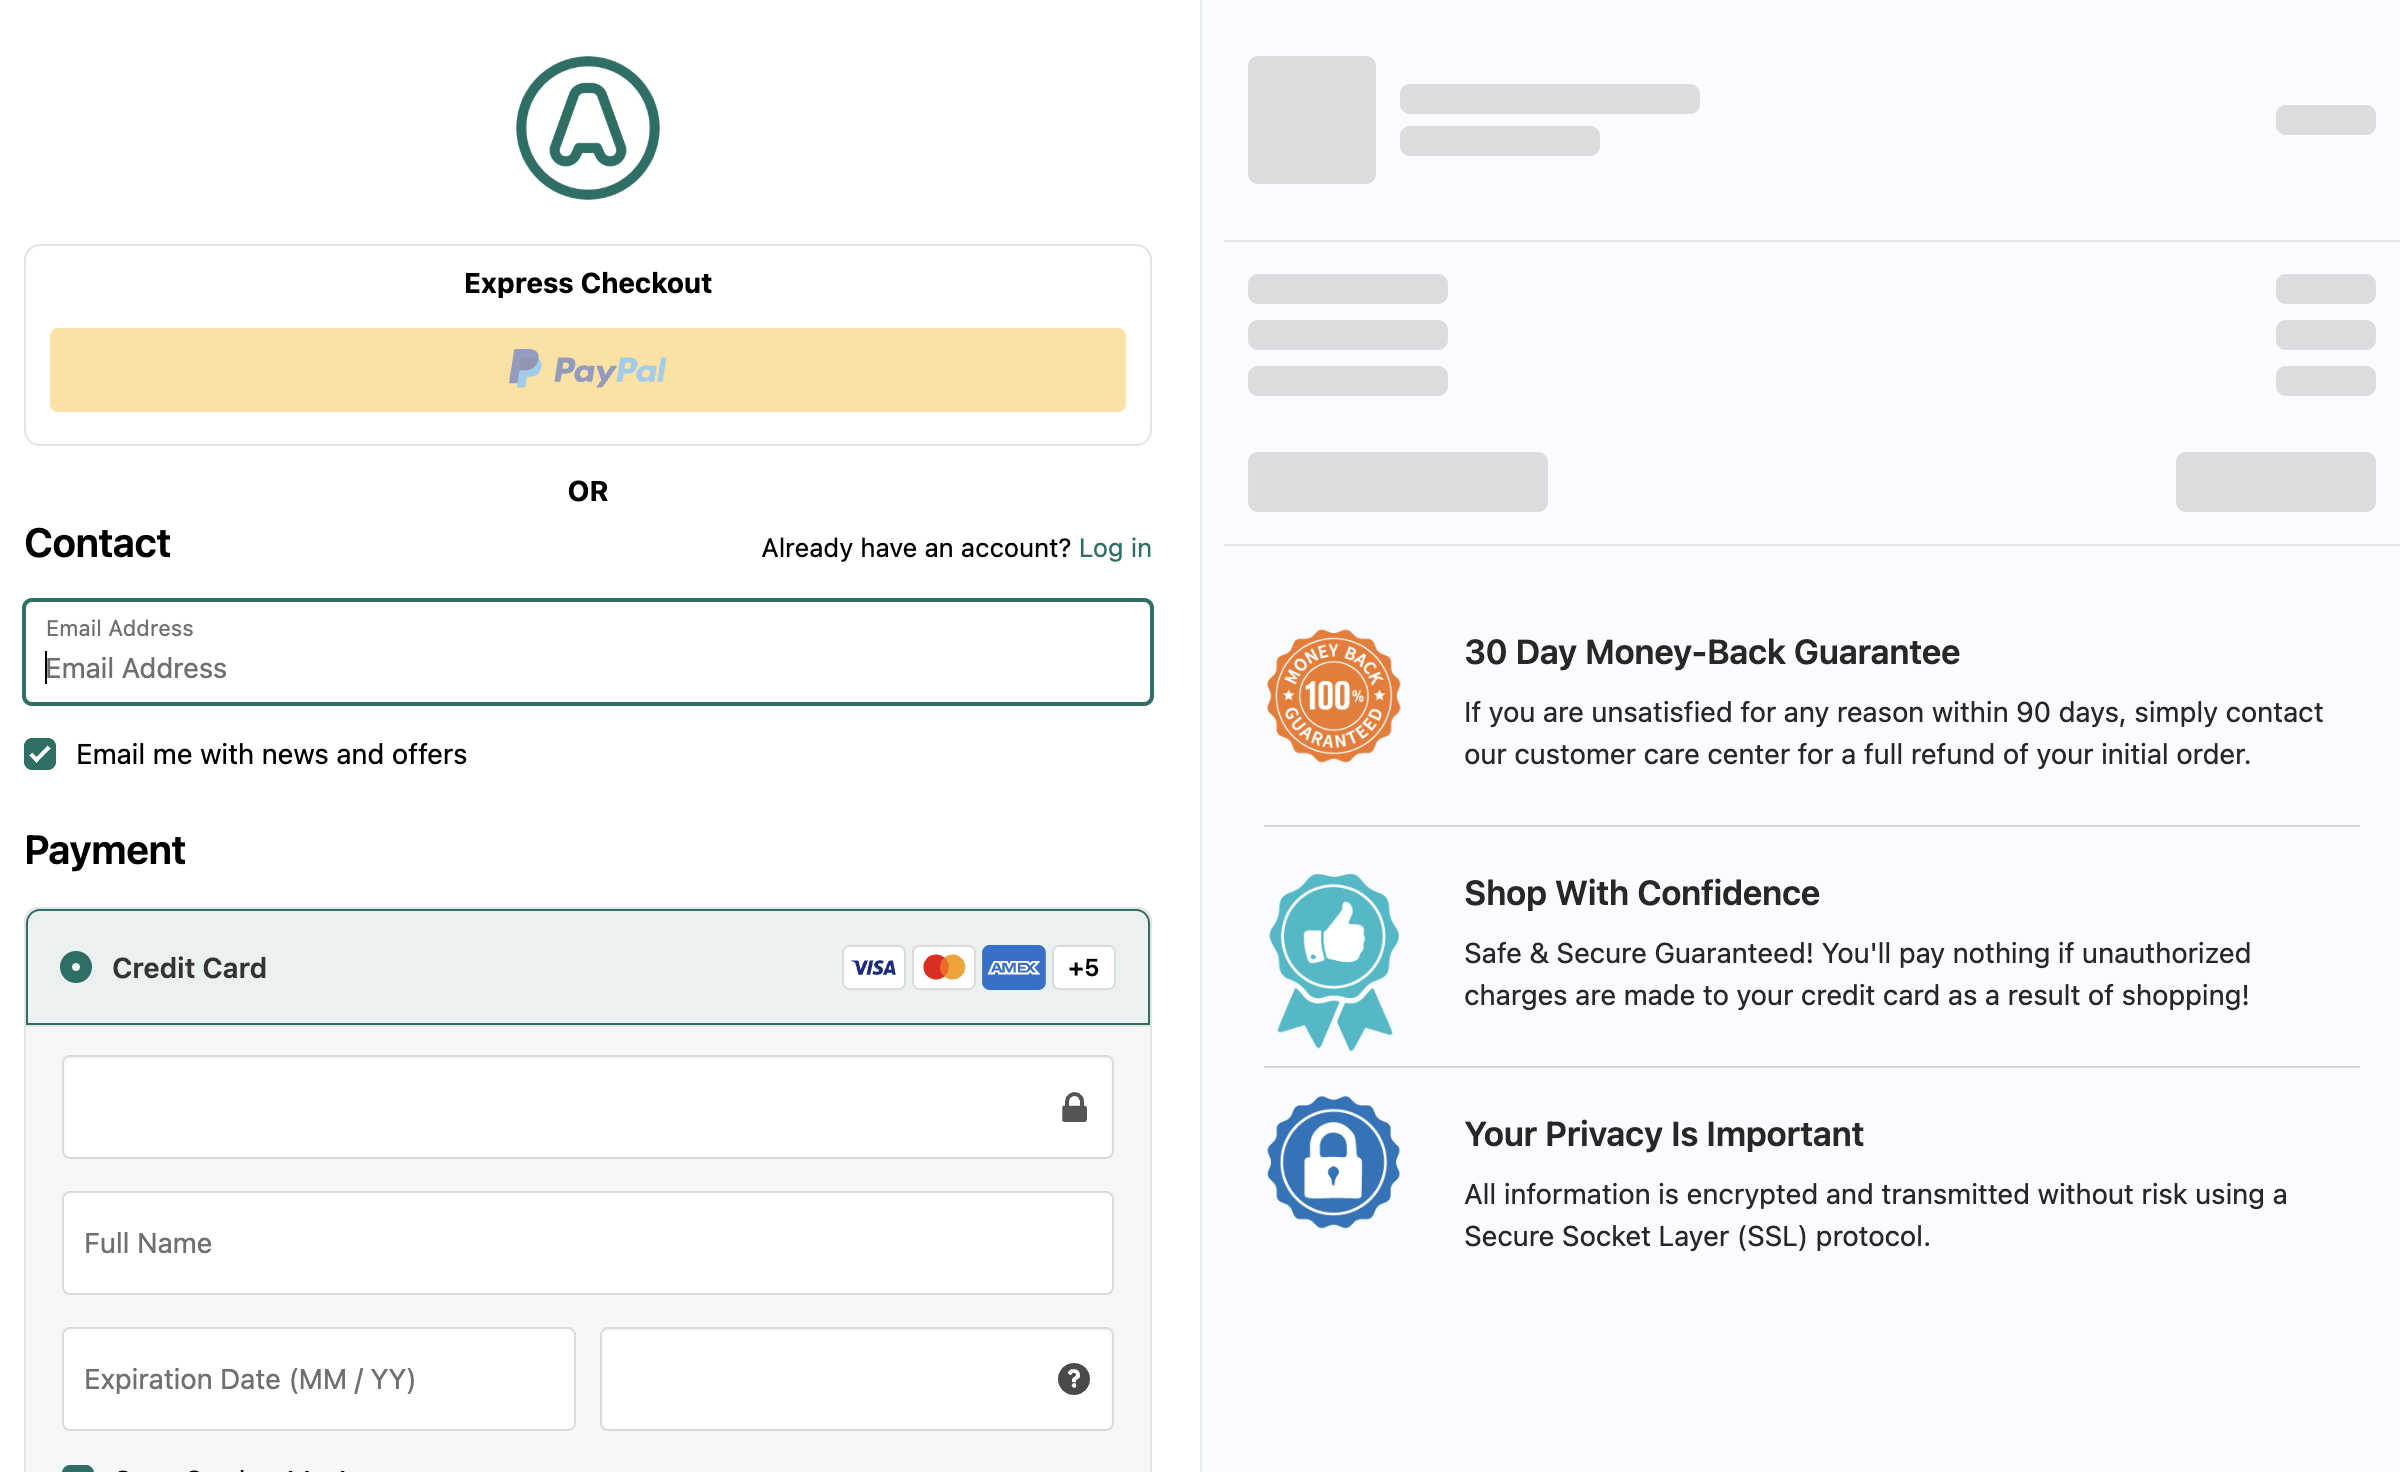 A
Express Checkout
PayPal
OR
Contact
Already have an account? Log in
Email Address
Email Address
Email me with news and offers
Payment
Credit Card
VISA
AMEX
+5
Full Name
Expiration Date (MM / YY)
?
MONEY BACK
100%
GUARANTEED
30 Day Money-Back Guarantee
If you are unsatisfied for any reason within 90 days, simply contact
our customer care center for a full refund of your initial order.
Shop With Confidence
Safe & Secure Guaranteed! You'll pay nothing if unauthorized
charges are made to your credit card as a result of shopping!
Your Privacy Is Important
All information is encrypted and transmitted without risk using a
Secure Socket Layer (SSL) protocol.